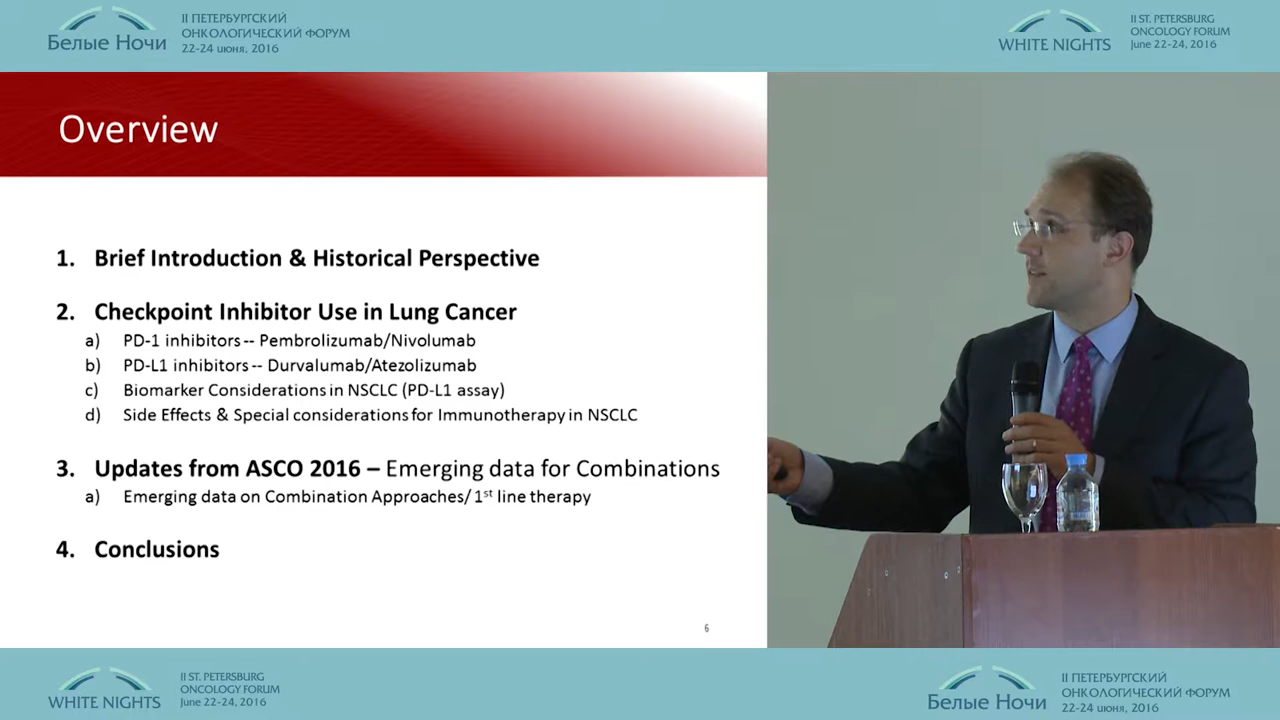 Белые Ночи
II ПЕТЕРБУРГСКИЙ
ОНКОЛОГИЧЕСКИЙ ФОРУМ
22-24 июня, 2016
WHITE NIGHTS
II ST. PETERSBURG
ONCOLOGY FORUM
June 22-24, 2016
Overview
1. Brief Introduction & Historical Perspective
2. Checkpoint Inhibitor Use in Lung Cancer
a) PD-1 inhibitors -- Pembrolizumab/Nivolumab
b) PD-L1 inhibitors -- Durvalumab/Atezolizumab
c) Biomarker Considerations in NSCLC (PD-L1 assay)
d) Side Effects & Special considerations for Immunotherapy in NSCLC
3. Updates from ASCO 2016 – Emerging data for Combinations
a) Emerging data on Combination Approaches/ 1st line therapy
4. Conclusions
6
WHITE NIGHTS
II ST. PETERSBURG
ONCOLOGY FORUM
June 22-24, 2016
Белые Ночи
II ПЕТЕРБУРГСКИЙ
ОНКОЛОГИЧЕСКИЙ ФОРУМ
22-24 июня, 2016